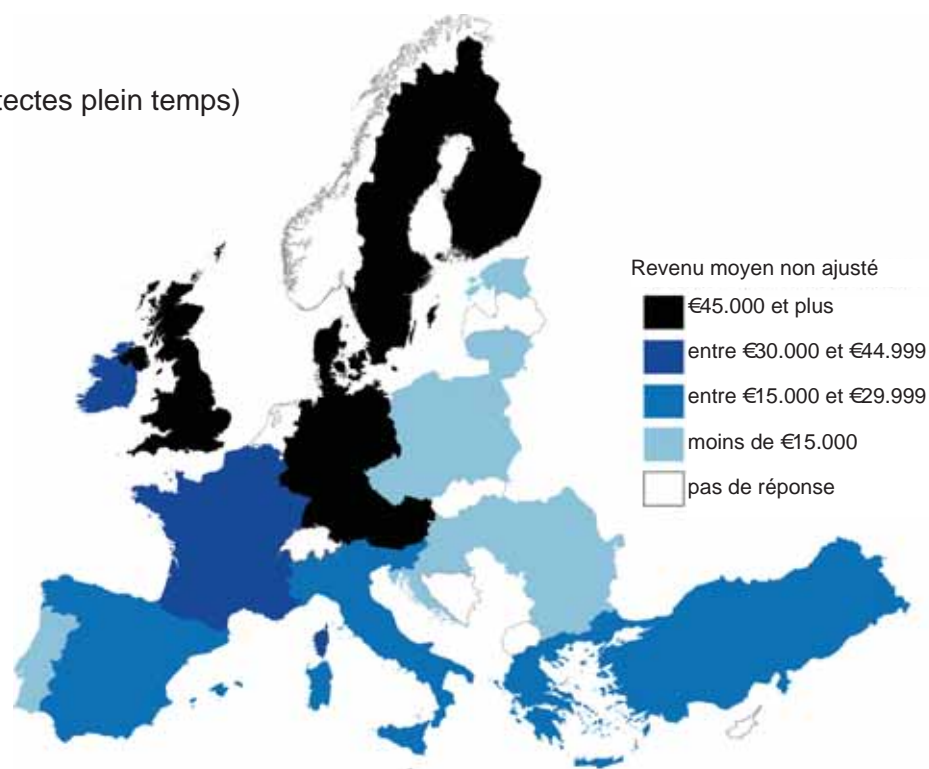 plein temps)
Revenu moyen non ajusté
€45.000 et plus
entre €30.000 et €44.999
entre €15.000 et €29.999
moins de €15.000
pas de réponse